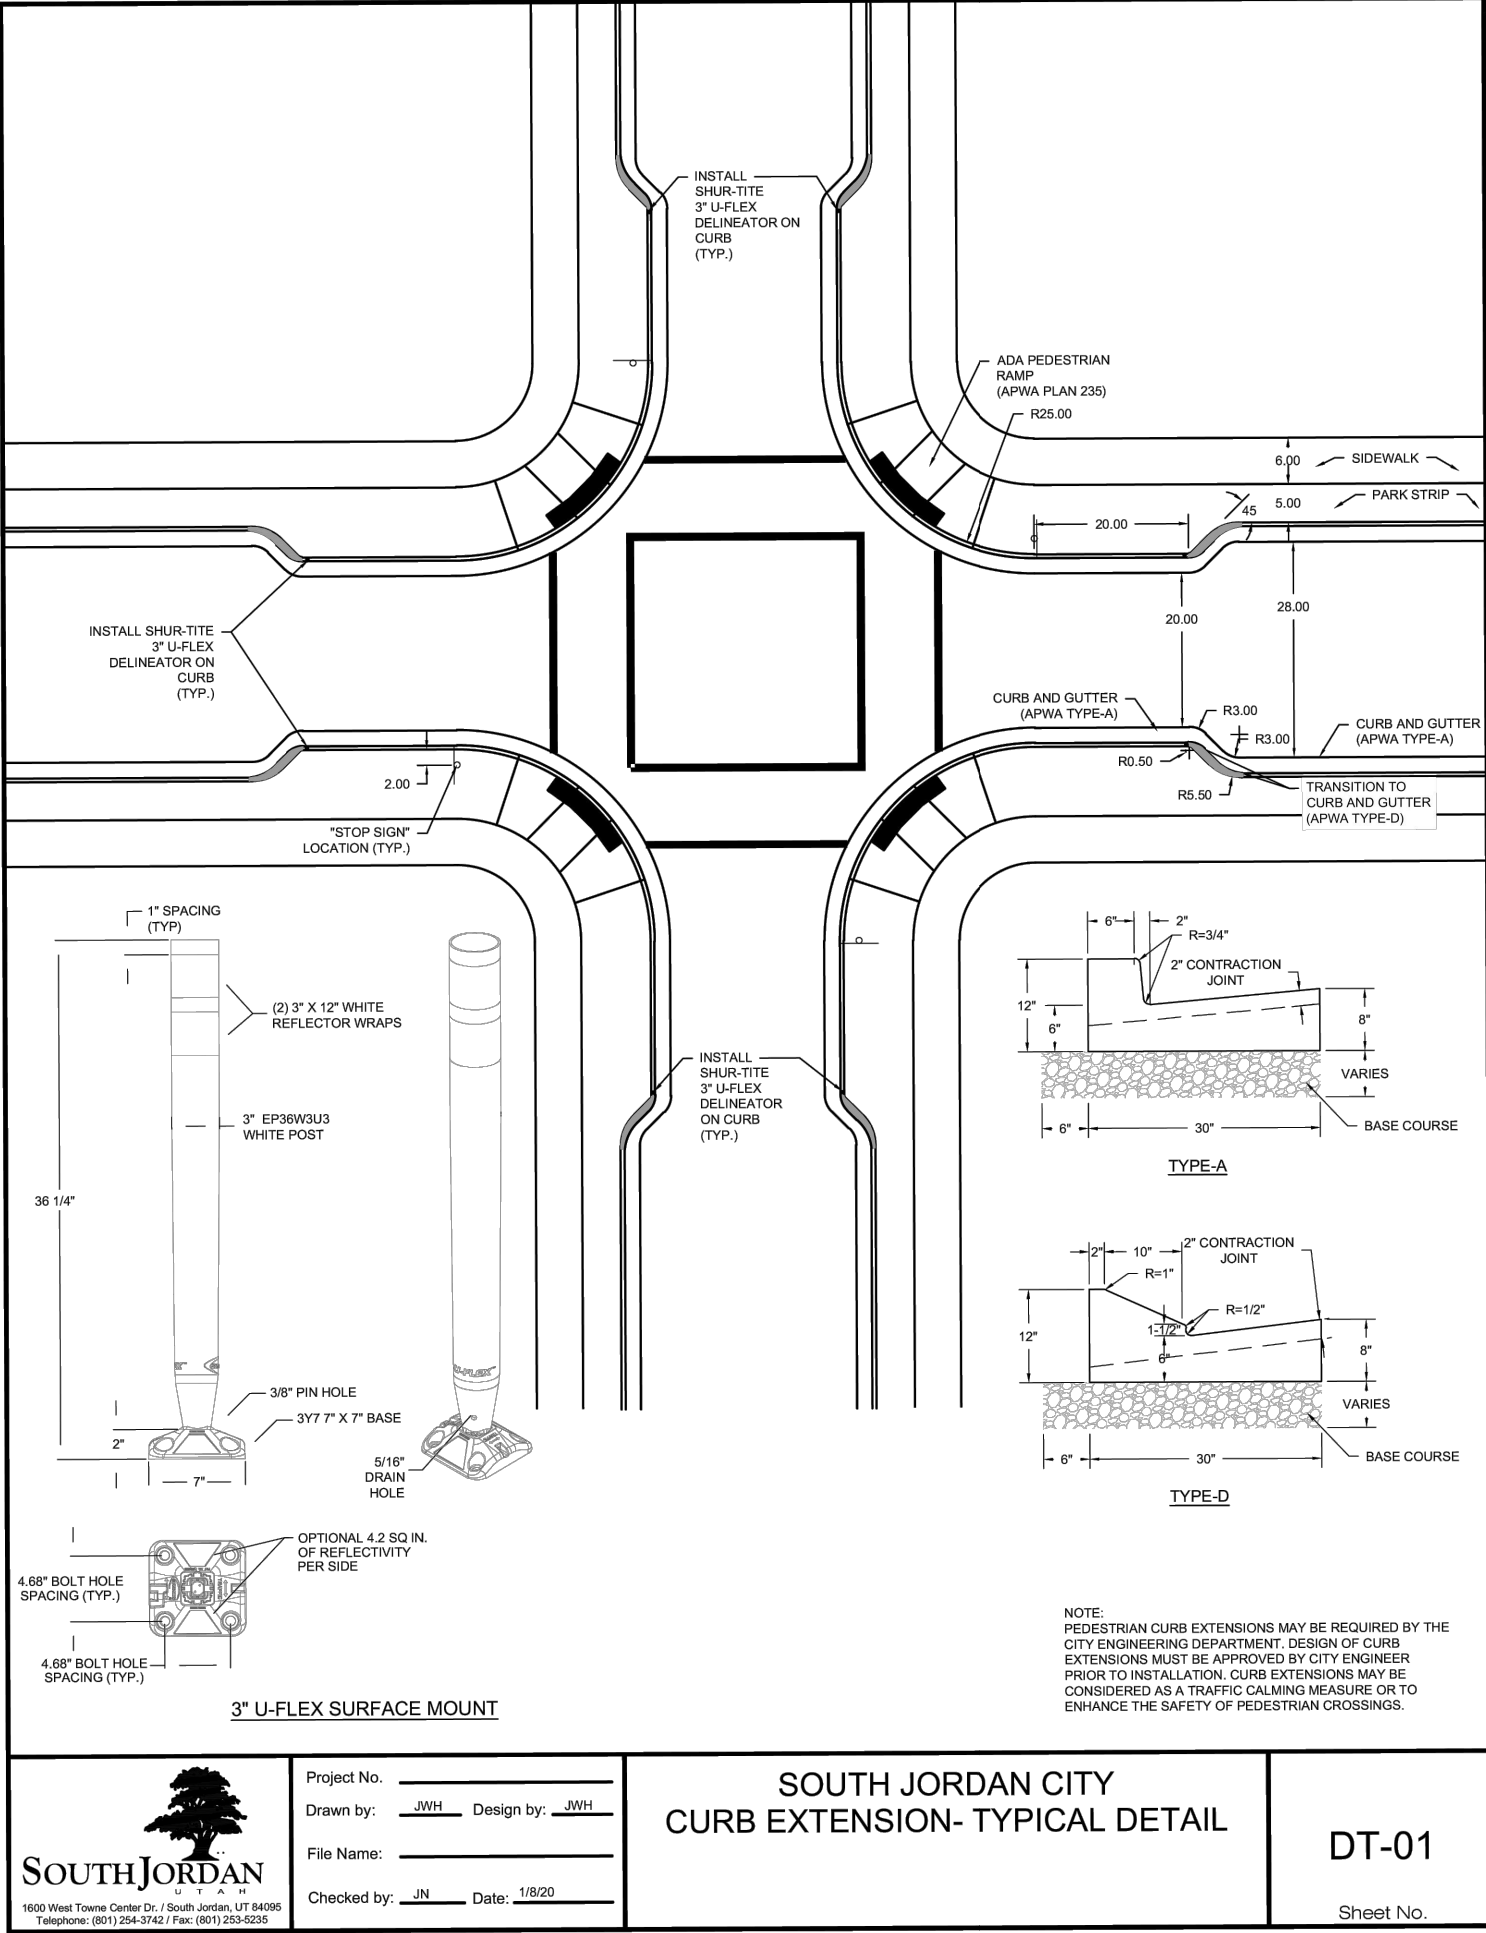 INSTALL
SHUR-TITE
3" U-FLEX
DELINEATOR ON
CURB
(TYP.)
ADA PEDESTRIAN
RAMP
(APWA PLAN 235)
R25.00
6.00
SIDEWALK
45
5.00
PARK STRIP
20.00
20.00
28.00
INSTALL SHUR-TITE
3" U-FLEX
DELINEATOR ON
CURB
(TYP.)
CURB AND GUTTER
(APWA TYPE-A)
R3.00
R3.00
CURB AND GUTTER
(APWA TYPE-A)
R0.50
R5.50
TRANSITION TO
CURB AND GUTTER
(APWA TYPE-D)
2.00
"STOP SIGN"
LOCATION (TYP.)
1" SPACING
(TYP)
(2) 3" X 12" WHITE
REFLECTOR WRAPS
3" EP36W3U3
WHITE POST
36 1/4"
U-FLEX
3/8" PIN HOLE
3Y7 7" X 7" BASE
2"
7"
5/16"
DRAIN
HOLE
OPTIONAL 4.2 SQ IN.
OF REFLECTIVITY
PER SIDE
4.68" BOLT HOLE
SPACING (TYP.)
4.68" BOLT HOLE
SPACING (TYP.)
3" U-FLEX SURFACE MOUNT
INSTALL
SHUR-TITE
3" U-FLEX
DELINEATOR
ON CURB
(TYP.)
6"
2"
R=3/4"
2" CONTRACTION
JOINT
12"
6"
8"
VARIES
6"
30"
BASE COURSE
TYPE-A
2"
10"
2" CONTRACTION
JOINT
R=1"
R=1/2"
1-1/2"
12"
6"
8"
VARIES
6"
30"
BASE COURSE
TYPE-D
NOTE:
PEDESTRIAN CURB EXTENSIONS MAY BE REQUIRED BY THE
CITY ENGINEERING DEPARTMENT. DESIGN OF CURB
EXTENSIONS MUST BE APPROVED BY CITY ENGINEER
PRIOR TO INSTALLATION. CURB EXTENSIONS MAY BE
CONSIDERED AS A TRAFFIC CALMING MEASURE OR TO
ENHANCE THE SAFETY OF PEDESTRIAN CROSSINGS.
SOUTH JORDAN
UTAH
1600 West Towne Center Dr. / South Jordan, UT 84095
Telephone: (801) 254-3742 / Fax: (801) 253-5235
Project No.
Drawn by: JWH Design by: JWH
File Name:
Checked by: JN Date: 1/8/20
SOUTH JORDAN CITY
CURB EXTENSION- TYPICAL DETAIL
DT-01
Sheet No.